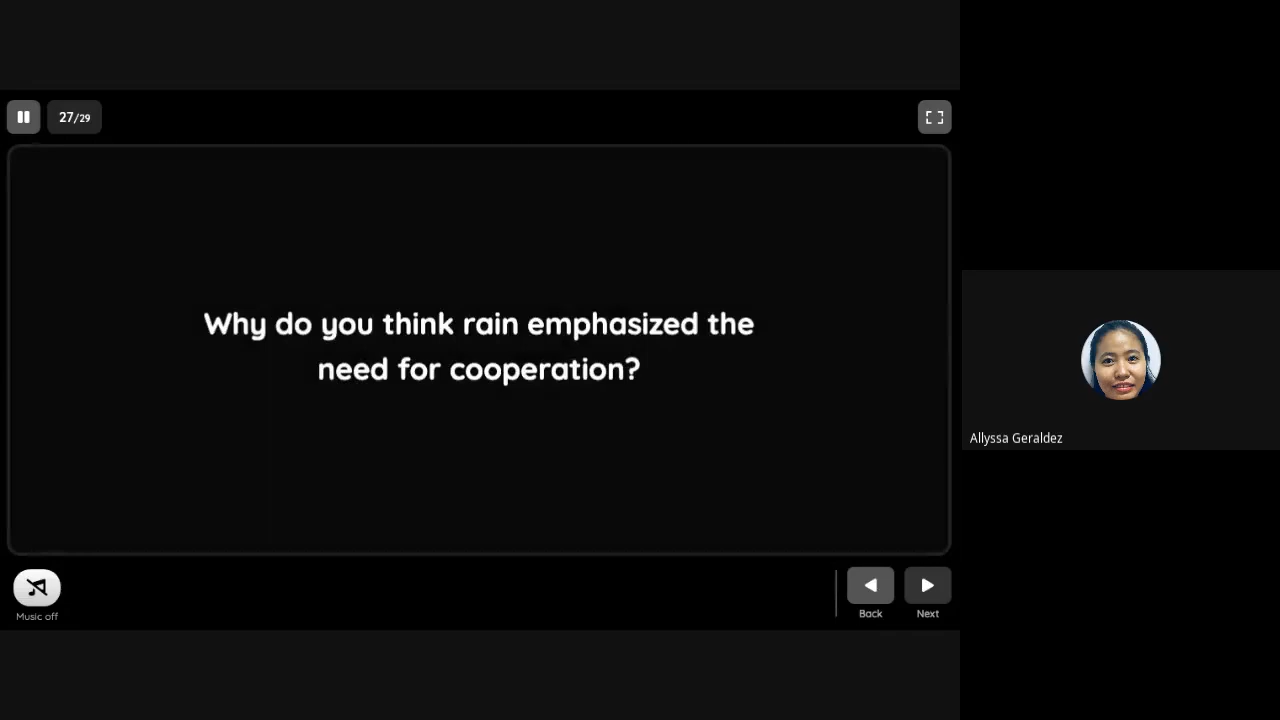 27/29
Why do you think rain emphasized the
need for cooperation?
Allyssa Geraldez
Music off
Back
Next